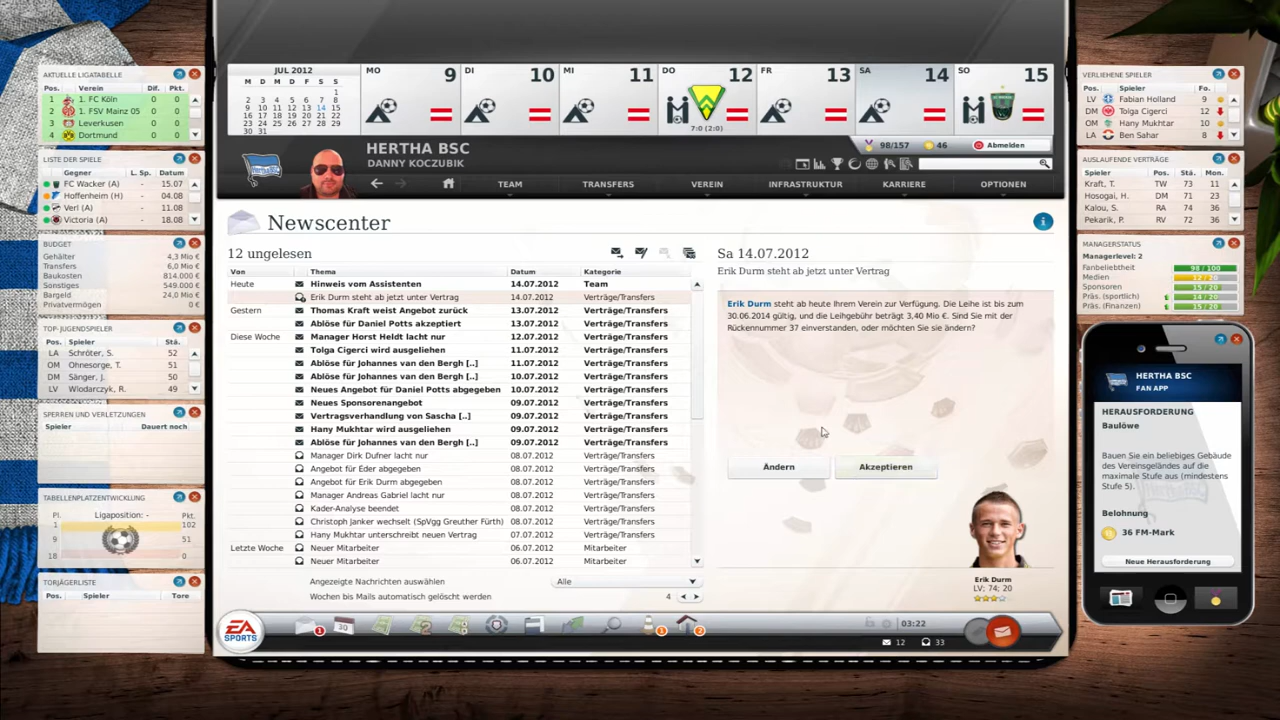 AKTUELLE LIGATABELLE
Pos. Verein Dif. Pkt.
1 1. FC Köln 0 0
2 1. FSV Mainz 05 0 0
3 Leverkusen 0 0
4 Dortmund 0 0
LISTE DER SPIELE
Gegner L. Sp. Datum
FC Wacker (A) - 15.07
Hoffenheim (H) - 04.08
Verl (A) - 11.08
Victoria (A) - 18.08
BUDGET
Gehälter 4,3 Mio €
Transfers 6,0 Mio €
Baukosten 814.000 €
Sonstiges 549.000 €
Bargeld 24,0 Mio €
Privatvermögen 0 €
TOP-JUGENDSPIELER
Pos. Spieler Stä.
LA Schröter, S. 52
OM Ohnesorge, T. 51
DM Sänger, J. 50
LV Wlodarczyk, R. 49
SPERREN UND VERLETZUNGEN
Spieler Dauert noch
TABELLENPLATZENTWICKLUNG
Pl. Ligaposition: - Pkt.
1 102
9 51
18 0
TORJÄGERLISTE
Pos. Spieler Tore
JUL 2012
M D M D F S S
1
2 3 4 5 6 7 8
9 10 11 12 13 14 15
16 17 18 19 20 21 22
23 24 25 26 27 28 29
30 31
MO 9 DI 10 MI 11 DO 12 FR 13 SA 14 SO 15
7:0 (2:0)
98/157 46 Abmelden
HERTHA BSC
DANNY KOCZUBIK
TEAM TRANSFERS VEREIN INFRASTRUKTUR KARRIERE OPTIONEN
Newscenter
12 ungelesen
Von Thema Datum Kategorie
Heute Hinweis vom Assistenten 14.07.2012 Team
Erik Durm steht ab jetzt unter Vertrag 14.07.2012 Verträge/Transfers
Gestern Thomas Kraft weist Angebot zurück 13.07.2012 Verträge/Transfers
Ablöse für Daniel Potts akzeptiert 13.07.2012 Verträge/Transfers
Diese Woche Manager Horst Heldt lacht nur 12.07.2012 Verträge/Transfers
Tolga Cigerci wird ausgeliehen 11.07.2012 Verträge/Transfers
Ablöse für Johannes van den Bergh [..] 11.07.2012 Verträge/Transfers
Ablöse für Johannes van den Bergh [..] 10.07.2012 Verträge/Transfers
Neues Angebot für Daniel Potts abgegeben 10.07.2012 Verträge/Transfers
Neues Sponsorenangebot 09.07.2012 Verträge/Transfers
Vertragsverhandlung von Sascha [..] 09.07.2012 Verträge/Transfers
Hany Mukhtar wird ausgeliehen 09.07.2012 Verträge/Transfers
Ablöse für Johannes van den Bergh [..] 09.07.2012 Verträge/Transfers
Manager Dirk Dufner lacht nur 08.07.2012 Verträge/Transfers
Angebot für Éder abgegeben 08.07.2012 Verträge/Transfers
Angebot für Erik Durm abgegeben 08.07.2012 Verträge/Transfers
Manager Andreas Gabriel lacht nur 08.07.2012 Verträge/Transfers
Kader-Analyse beendet 08.07.2012 Verträge/Transfers
Christoph Janker wechselt (SpVgg Greuther Fürth) 08.07.2012 Verträge/Transfers
Hany Mukhtar unterschreibt neuen Vertrag 07.07.2012 Verträge/Transfers
Letzte Woche Neuer Mitarbeiter 06.07.2012 Mitarbeiter
Neuer Mitarbeiter 06.07.2012 Mitarbeiter
Angezeigte Nachrichten auswählen Alle
Wochen bis Mails automatisch gelöscht werden 4
Sa 14.07.2012
Erik Durm steht ab jetzt unter Vertrag
Erik Durm steht ab heute Ihrem Verein zur Verfügung. Die Leihe ist bis zum
30.06.2014 gültig, und die Leihgebühr beträgt 3,40 Mio €. Sind Sie mit der
Rückennummer 37 einverstanden, oder möchten Sie sie ändern?
Ändern Akzeptieren
Erik Durm
LV; 74; 20
EA
SPORTS
1 30 1 2
03:22
12 33
VERLIEHENE SPIELER
Pos. Spieler Fo.
LV Fabian Holland 9
DM Tolga Cigerci 12
OM Hany Mukhtar 10
LA Ben Sahar 8
AUSLAUFENDE VERTRÄGE
Spieler Pos. Stä. Mon.
Kraft, T. TW 73 11
Hosogai, H. DM 71 23
Kalou, S. RA 74 36
Pekarik, P. RV 72 36
MANAGERSTATUS
Managerlevel: 2
Fanbeliebtheit 98 / 100
Medien 12 / 20
Sponsoren 15 / 20
Präs. (sportlich) 14 / 20
Präs. (Finanzen) 15 / 20
HERTHA BSC
FAN APP
HERAUSFORDERUNG
Baulöwe
Bauen Sie ein beliebiges Gebäude
des Vereinsgeländes auf die
maximale Stufe aus (mindestens
Stufe 5).
Belohnung
36 FM-Mark
Neue Herausforderung